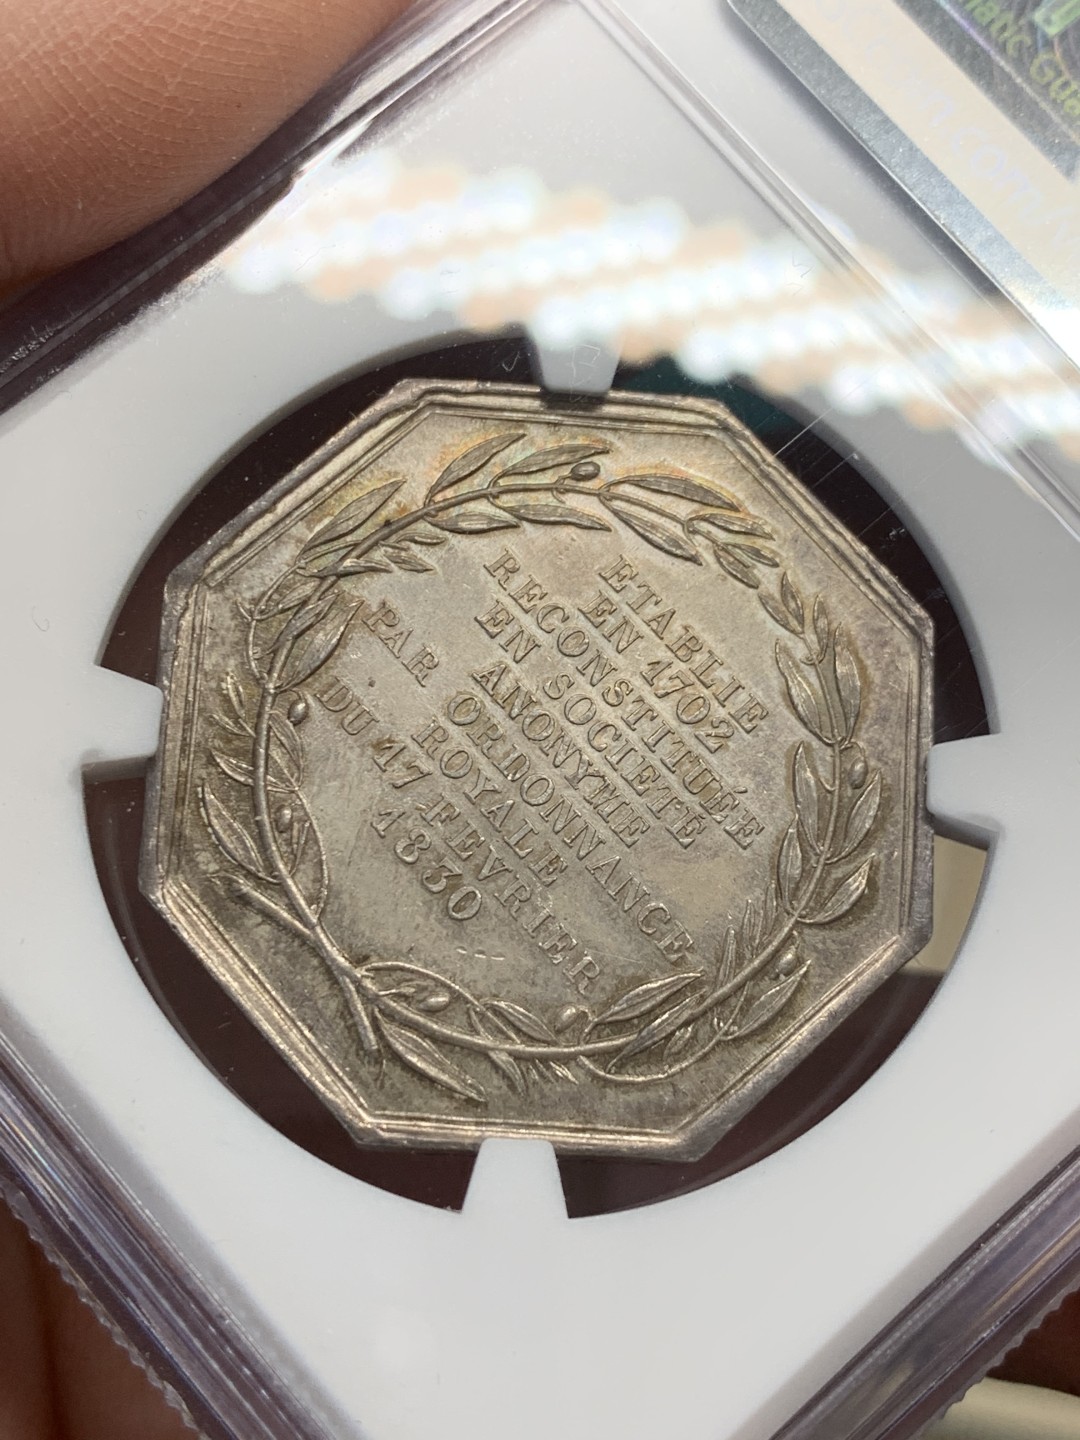 ETABLIE
EN 1702
RECONSTITUÉE
EN SOCIETÉ
ANONYME
PAR ORDONNANCE
ROYALE
DU 17 FEVRIER
1830